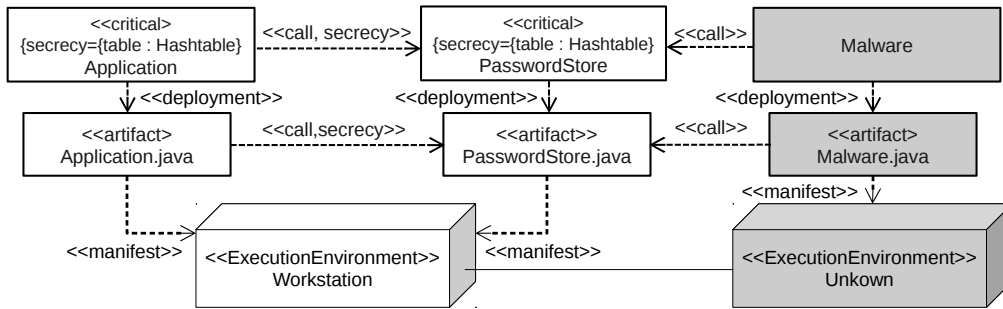 <<critical>
{secrecy={table : Hashtable}
Application
<<call, secrecy>>
<<critical>
{secrecy={table : Hashtable}
PasswordStore
<<call>>
Malware
<<deployment>>
<<deployment>>
<<deployment>>
<<artifact>
Application.java
<<call,secrecy>>
<<artifact>>
PasswordStore.java
<<call>>
<<artifact>
Malware.java
<<manifest>>
<<manifest>>
<<manifest>>
<<ExecutionEnvironment>>
Workstation
<<ExecutionEnvironment>>
Unkown